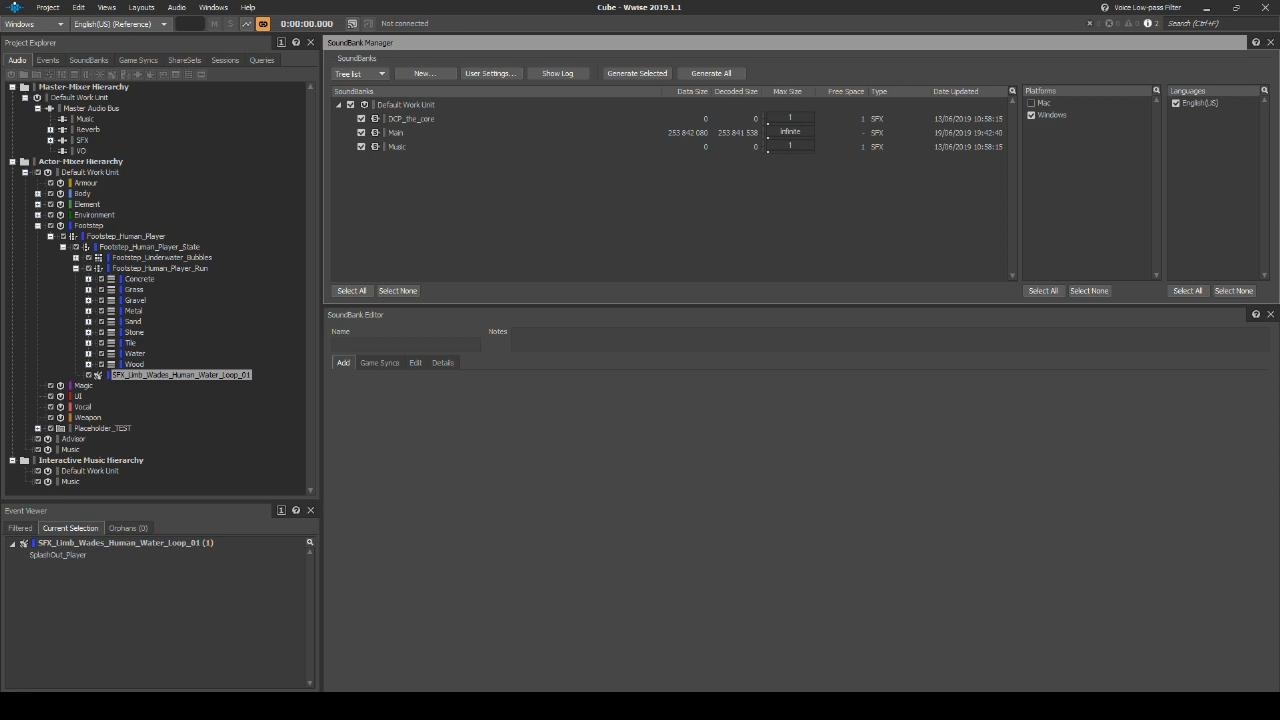 Project Edit Views Layouts Audio Windows Help
Cube - Wwise 2019.1.1
Voice Low-pass Filter
Windows English(US) (Reference) M S 0:00:00.000 Not connected
0 0 0 2 Search (Ctrl+F)
Project Explorer 1
Audio Events SoundBanks Game Syncs ShareSets Sessions Queries
Master-Mixer Hierarchy
Default Work Unit
Master Audio Bus
Music
Reverb
SFX
VO
Actor-Mixer Hierarchy
Default Work Unit
Armour
Body
Element
Environment
Footstep
Footstep_Human_Player
Footstep_Human_Player_State
Footstep_Underwater_Bubbles
Footstep_Human_Player_Run
Concrete
Grass
Gravel
Metal
Sand
Stone
Tile
Water
Wood
SFX_Limb_Wades_Human_Water_Loop_01
Magic
UI
Vocal
Weapon
Placeholder_TEST
Advisor
Music
Interactive Music Hierarchy
Default Work Unit
Music
Event Viewer 1
Filtered Current Selection Orphans (0)
SFX_Limb_Wades_Human_Water_Loop_01 (1)
SplashOut_Player
SoundBank Manager
SoundBanks
Tree list New... User Settings... Show Log Generate Selected Generate All
SoundBanks Data Size Decoded Size Max Size Free Space Type Date Updated
Default Work Unit
DCP_the_core 0 0 1 1 SFX 13/06/2019 10:58:15
Main 253 842 080 253 841 538 Infinite - SFX 19/06/2019 19:42:40
Music 0 0 1 1 SFX 13/06/2019 10:58:15
Select All Select None
Platforms
Mac
Windows
Select All Select None
Languages
English(US)
Select All Select None
SoundBank Editor
Name Notes
Add Game Syncs Edit Details